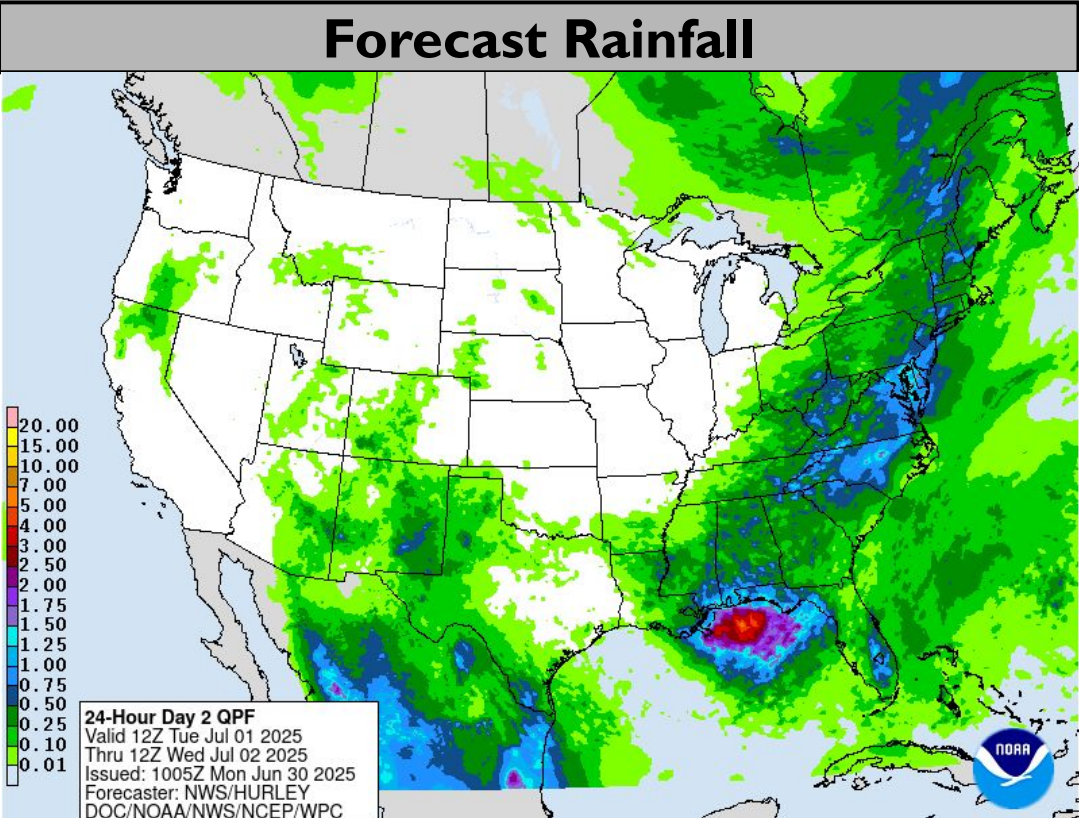 Forecast Rainfall
20.00
15.00
10.00
7.00
5.00
4.00
3.00
2.50
2.00
1.75
1.50
1.25
1.00
0.75
0.50
0.25
0.10
0.01
24-Hour Day 2 QPF
Valid 12Z Tue Jul 01 2025
Thru 12Z Wed Jul 02 2025
Issued: 1005Z Mon Jun 30 2025
Forecaster: NWS/HURLEY
DOC/NOAA/NWS/NCEP/WPC
NOAA